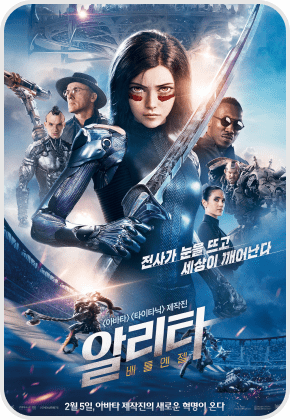 전사가 눈을 뜨고
세상이 깨어난다
<아바타> <타이타닉> 제작진
알리타
배틀엔젤
2월 5일, 아바타 제작진의 새로운 혁명이 온다